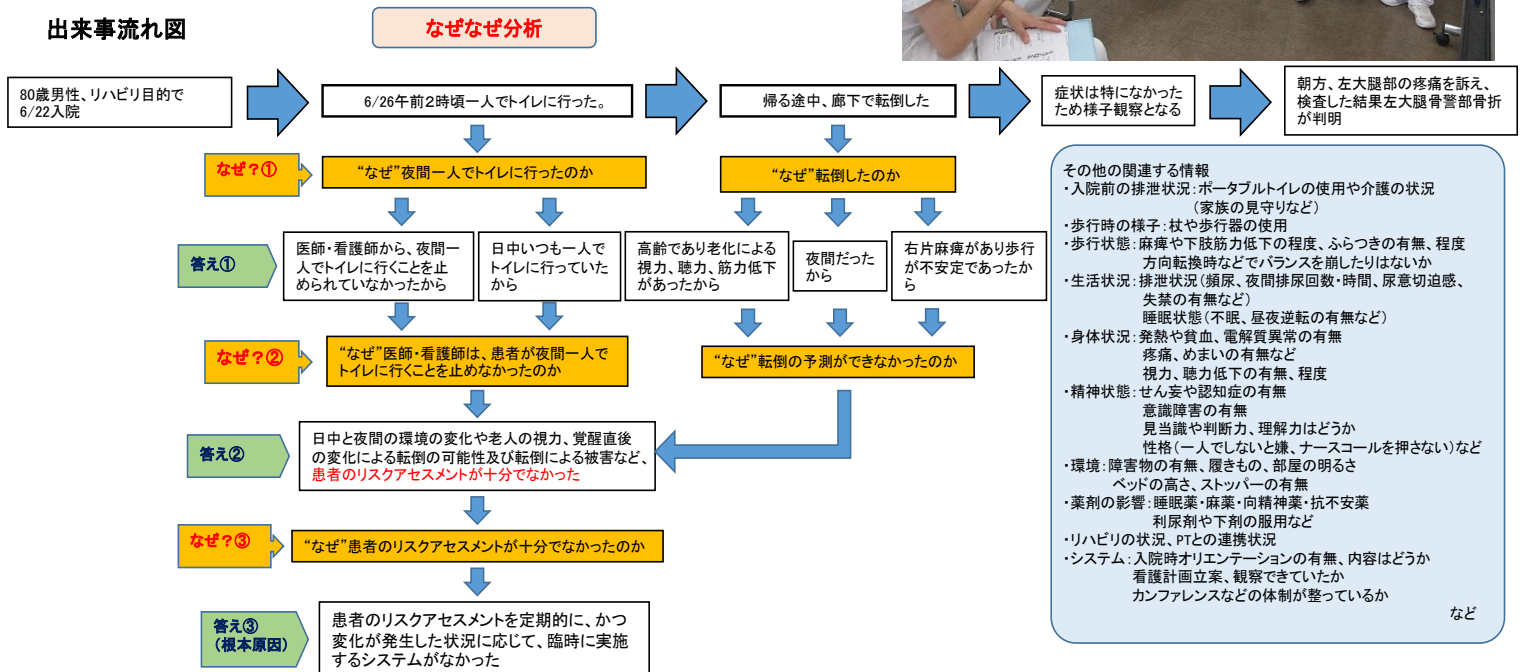 出来事流れ図
なぜなぜ分析
80歳男性、リハビリ目的で
6/22入院
6/26午前2時頃一人でトイレに行った。
帰る途中、廊下で転倒した
症状は特になかった
ため様子観察となる
朝方、左大腿部の疼痛を訴え、
検査した結果左大腿骨警部骨折
が判明
なぜ？①
“なぜ”夜間一人でトイレに行ったのか
“なぜ”転倒したのか
答え①
医師・看護師から、夜間一
人でトイレに行くことを止
められていなかったから
日中いつも一人で
トイレに行っていた
から
高齢であり老化による
視力、聴力、筋力低下
があったから
夜間だった
から
右片麻痺があり歩行
が不安定であったか
ら
なぜ？②
“なぜ”医師・看護師は、患者が夜間一人で
トイレに行くことを止めなかったのか
“なぜ”転倒の予測ができなかったのか
答え②
日中と夜間の環境の変化や老人の視力、覚醒直後
の変化による転倒の可能性及び転倒による被害など、
患者のリスクアセスメントが十分でなかった
なぜ？③
“なぜ”患者のリスクアセスメントが十分でなかったのか
答え③
（根本原因）
患者のリスクアセスメントを定期的に、かつ
変化が発生した状況に応じて、臨時に実施
するシステムがなかった
その他の関連する情報
・入院前の排泄状況：ポータブルトイレの使用や介護の状況
（家族の見守りなど）
・歩行時の様子：杖や歩行器の使用
・歩行状態：麻痺や下肢筋力低下の程度、ふらつきの有無、程度
方向転換時などでバランスを崩したりはないか
・生活状況：排泄状況（頻尿、夜間排尿回数・時間、尿意切迫感、
失禁の有無など）
睡眠状態（不眠、昼夜逆転の有無など）
・身体状況：発熱や貧血、電解質異常の有無
疼痛、めまいの有無など
視力、聴力低下の有無、程度
・精神状態：せん妄や認知症の有無
意識障害の有無
見当識や判断力、理解力はどうか
性格（一人でしないと嫌、ナースコールを押さない）など
・環境：障害物の有無、履きもの、部屋の明るさ
ベッドの高さ、ストッパーの有無
・薬剤の影響：睡眠薬・麻薬・向精神薬・抗不安薬
利尿剤や下剤の服用など
・リハビリの状況、PTとの連携状況
・システム：入院時オリエンテーションの有無、内容はどうか
看護計画立案、観察できていたか
カンファレンスなどの体制が整っているか
など